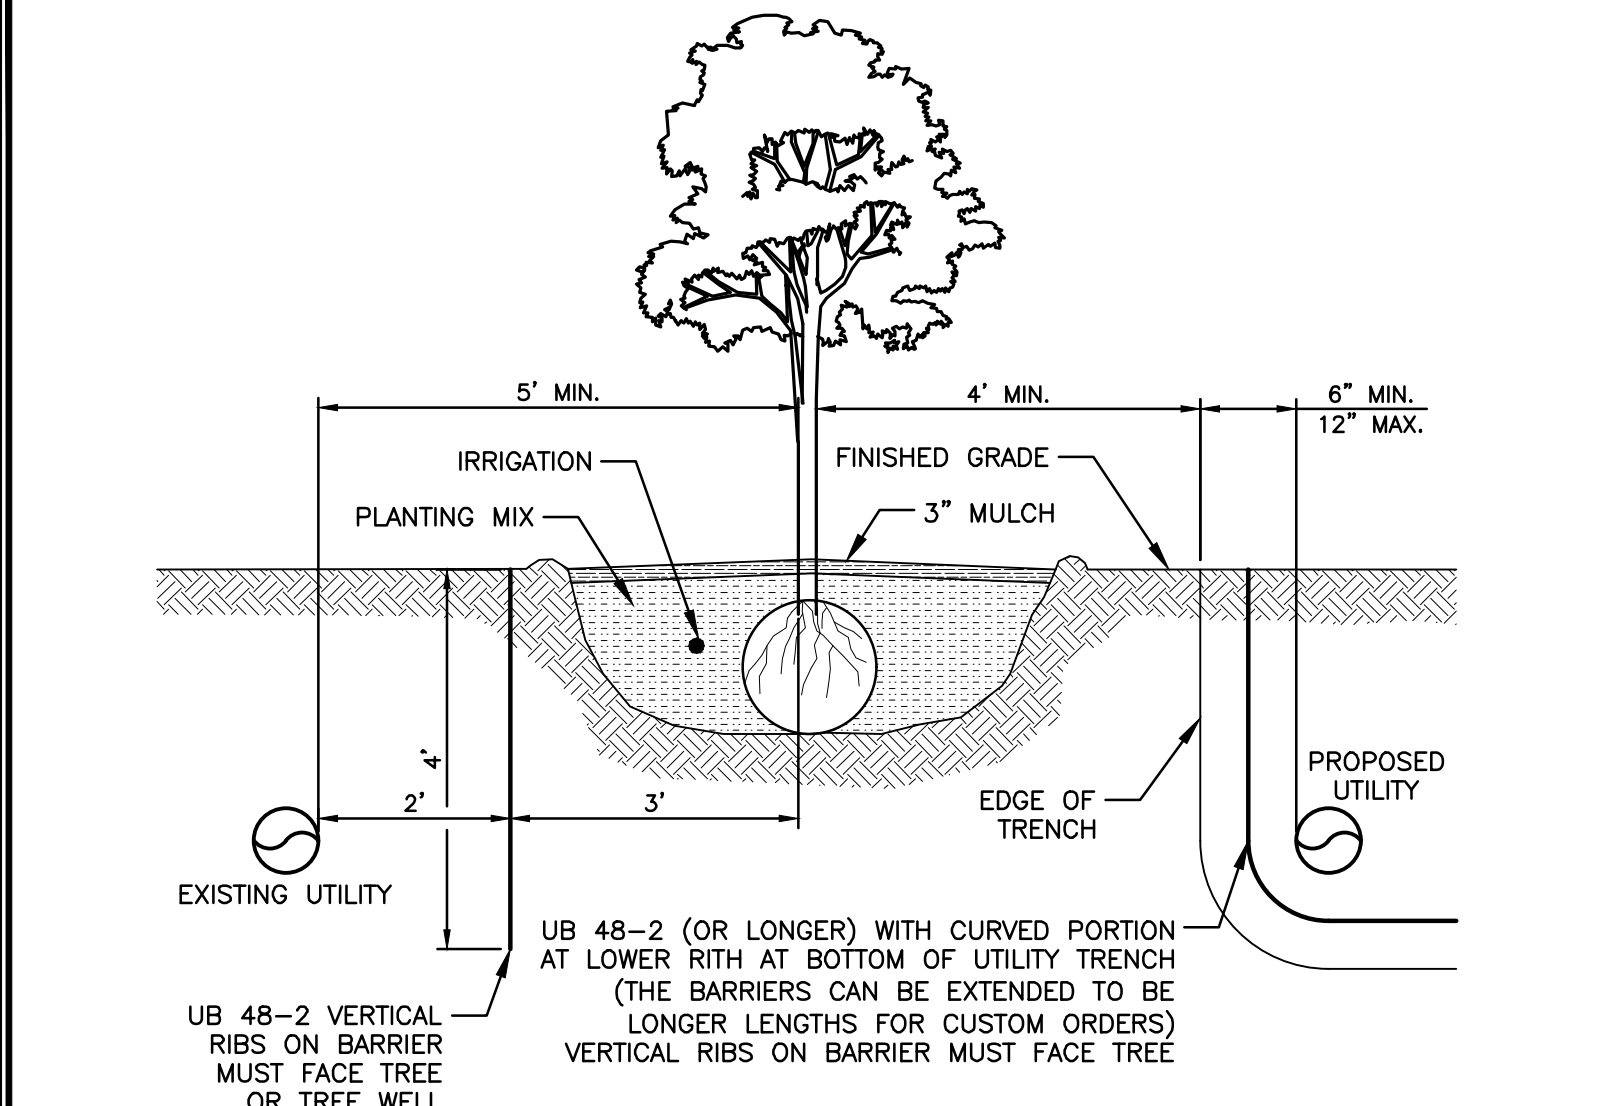 5' MIN.
4' MIN.
6" MIN.
12" MAX.
IRRIGATION
FINISHED GRADE
PLANTING MIX
3" MULCH
4'
2'
3'
PROPOSED
UTILITY
EDGE OF
TRENCH
EXISTING UTILITY
UB 48-2 (OR LONGER) WITH CURVED PORTION
AT LOWER RITH AT BOTTOM OF UTILITY TRENCH
(THE BARRIERS CAN BE EXTENDED TO BE
LONGER LENGTHS FOR CUSTOM ORDERS)
VERTICAL RIBS ON BARRIER MUST FACE TREE
UB 48-2 VERTICAL
RIBS ON BARRIER
MUST FACE TREE
OR TREE WELL